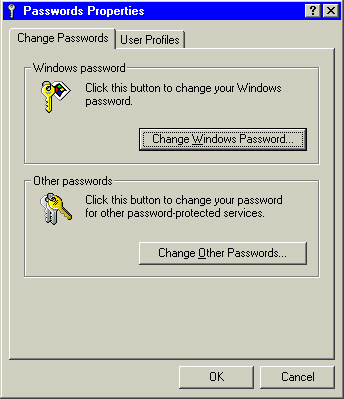 Passwords Properties
Change Passwords
User Profiles
Windows password
Click this button to change your Windows
password.
Change Windows Password...
Other passwords
Click this button to change your password
for other password-protected services.
Change Other Passwords...
OK
Cancel